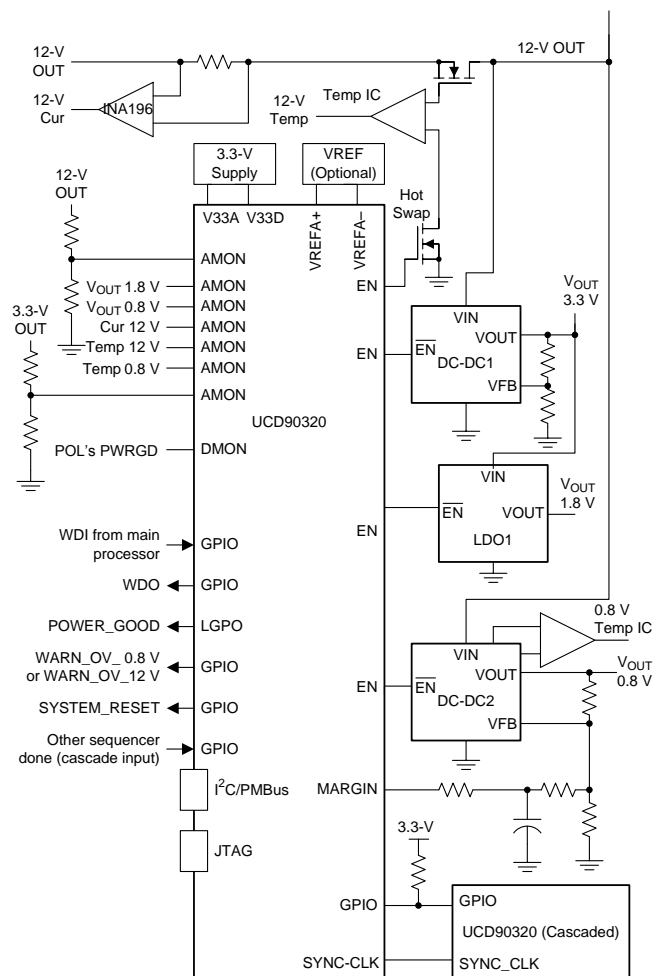 12-V
OUT
12-V OUT
12-V
Cur
INA196
12-V
Temp
Temp IC
3.3-V
Supply
VREF
(Optional)
Hot
Swap
12-V
OUT
V33A V33D
VREFA+
VREFA–
AMON
EN
VOUT 1.8 V
AMON
VOUT 0.8 V
AMON
Cur 12 V
AMON
Temp 12 V
AMON
Temp 0.8 V
AMON
3.3-V
OUT
AMON
UCD90320
VOUT
3.3 V
VIN
VOUT
EN
EN
DC-DC1
VFB
POL's PWRGD
DMON
VIN
VOUT
1.8 V
EN
EN
VOUT
LDO1
WDI from main
processor
GPIO
WDO
GPIO
POWER_GOOD
LGPO
WARN_OV_ 0.8 V
or WARN_OV_12 V
GPIO
SYSTEM_RESET
GPIO
Other sequencer
done (cascade input)
GPIO
0.8 V
Temp IC
VIN
VOUT
VOUT
0.8 V
EN
EN
DC-DC2
VFB
I2C/PMBus
MARGIN
JTAG
3.3-V
GPIO
GPIO
UCD90320 (Cascaded)
SYNC-CLK
SYNC_CLK